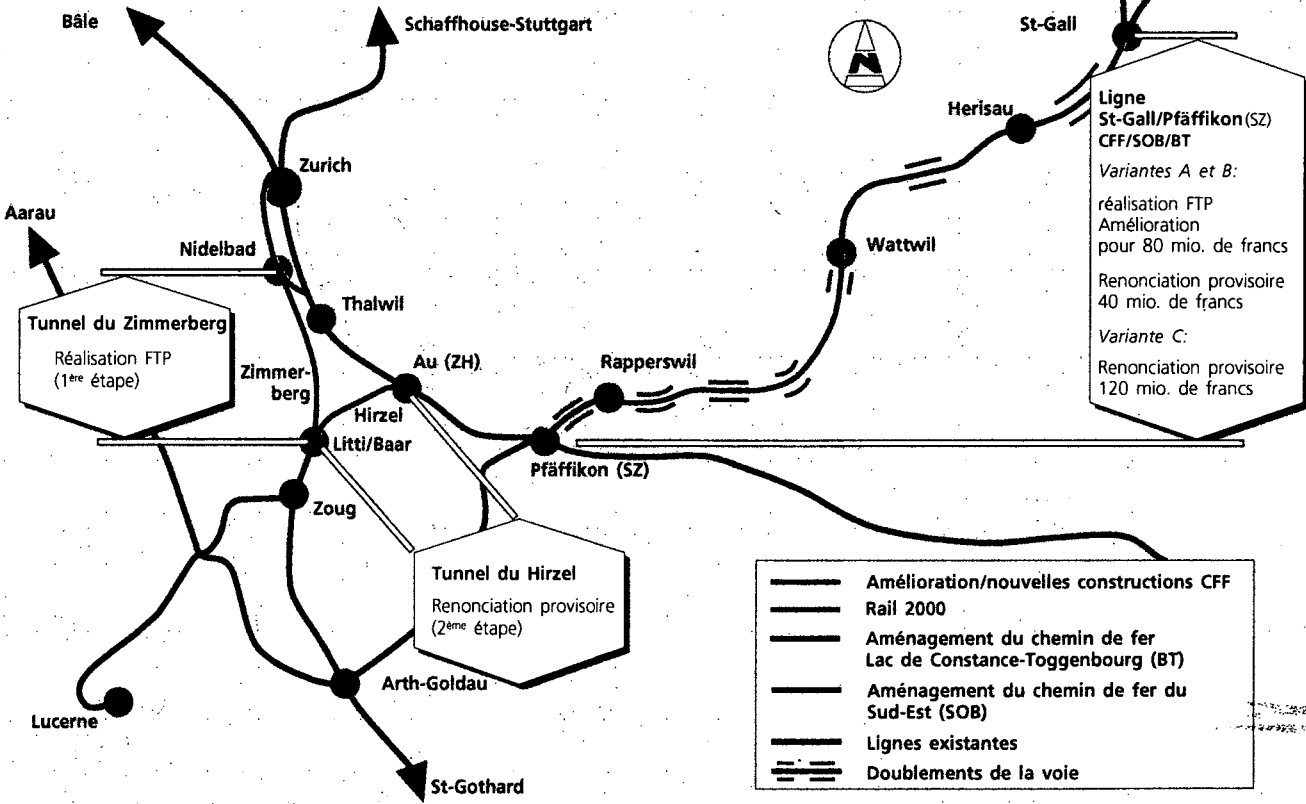 Bâle
Schaffhouse-Stuttgart
St-Gall
N
Herisau
Ligne
St-Gall/Pfäffikon (SZ)
CFF/SOB/BT
Variantes A et B:
réalisation FTP
Amélioration
pour 80 mio. de francs
Renonciation provisoire
40 mio. de francs
Variante C:
Renonciation provisoire
120 mio. de francs
Zurich
Aarau
Nidelbad
Wattwil
Thalwil
Tunnel du Zimmerberg
Réalisation FTP
(1ère étape)
Zimmer-
berg
Au (ZH)
Rapperswil
Hirzel
Litti/Baar
Pfäffikon (SZ)
Zoug
Tunnel du Hirzel
Renonciation provisoire
(2ème étape)
Arth-Goldau
Lucerne
St-Gothard
Amélioration/nouvelles constructions CFF
Rail 2000
Aménagement du chemin de fer
Lac de Constance-Toggenbourg (BT)
Aménagement du chemin de fer du
Sud-Est (SOB)
Lignes existantes
Doublements de la voie